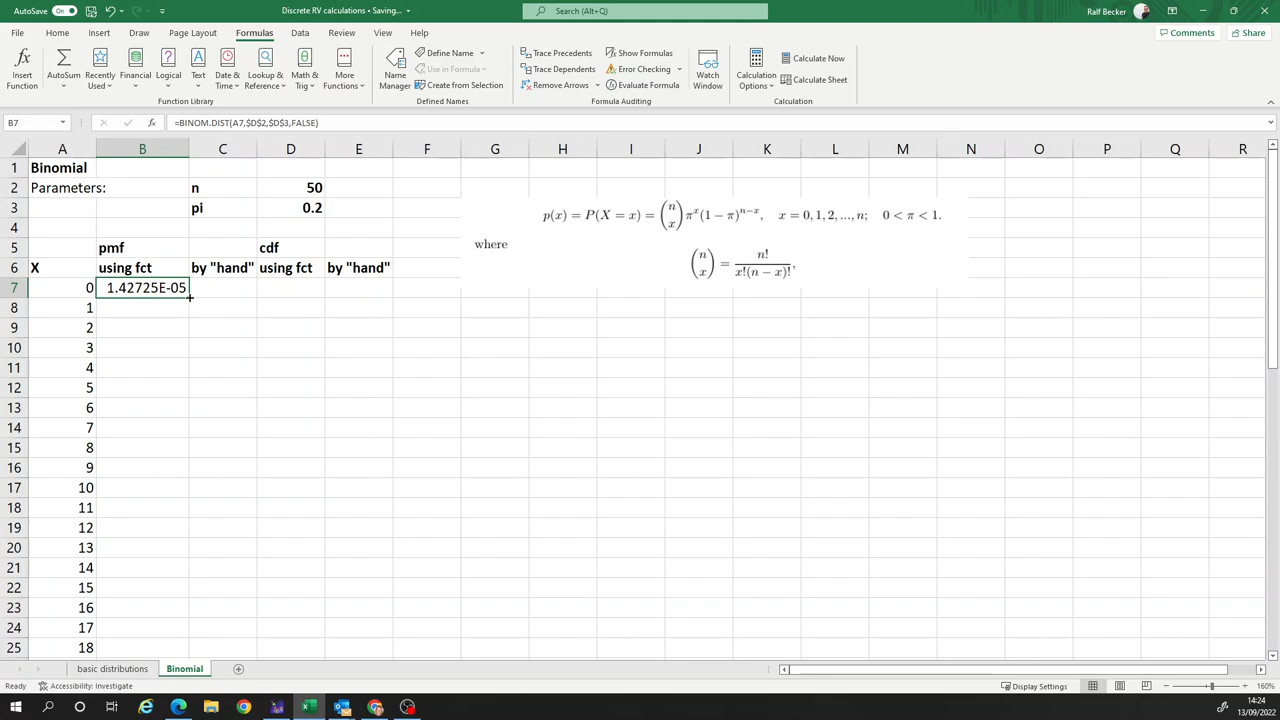 AutoSave On
Discrete RV calculations • Saving...
Search (Alt+Q)
Ralf Becker
File Home Insert Draw Page Layout Formulas Data Review View Help
Comments Share
Insert Function
AutoSum
Recently Used
Financial
Logical
Text
Date & Time
Lookup & Reference
Math & Trig
More Functions
Function Library
Name Manager
Define Name
Use in Formula
Create from Selection
Defined Names
Trace Precedents
Trace Dependents
Remove Arrows
Show Formulas
Error Checking
Evaluate Formula
Formula Auditing
Watch Window
Calculation Options
Calculate Now
Calculate Sheet
Calculation
B7 fx =BINOM.DIST(A7,$D$2,$D$3,FALSE)
A B C D E F G H I J K L M N O P Q R
1 Binomial
2 Parameters: n 50
3 pi 0.2
4
5 pmf cdf
6 X using fct by "hand" using fct by "hand"
7 0 1.42725E-05
8 1
9 2
10 3
11 4
12 5
13 6
14 7
15 8
16 9
17 10
18 11
19 12
20 13
21 14
22 15
23 16
24 17
25 18
p(x) = P(X = x) = (n x) π^x (1 − π)^{n−x}, x = 0, 1, 2, ..., n; 0 < π < 1.
where
(n x) = n! / x!(n − x)!,
basic distributions Binomial
Ready Accessibility: Investigate Display Settings 160%
14:24
13/09/2022